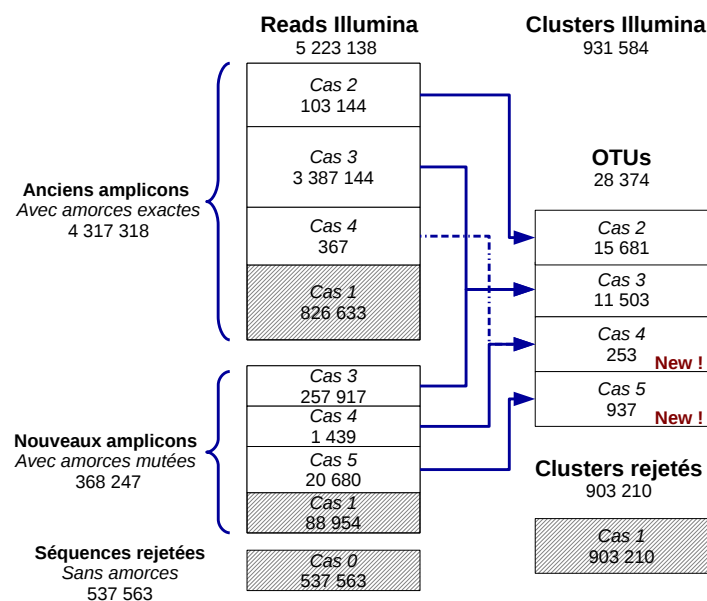 Reads Illumina
5 223 138
Clusters Illumina
931 584
Anciens amplicons
Avec amorces exactes
4 317 318
Cas 2
103 144
Cas 3
3 387 144
Cas 4
367
Cas 1
826 633
OTUs
28 374
Cas 2
15 681
Cas 3
11 503
Cas 4
253
New !
Cas 5
937
New !
Nouveaux amplicons
Avec amorces mutées
368 247
Cas 3
257 917
Cas 4
1 439
Cas 5
20 680
Cas 1
88 954
Clusters rejetés
903 210
Cas 1
903 210
Séquences rejetées
Sans amorces
537 563
Cas 0
537 563